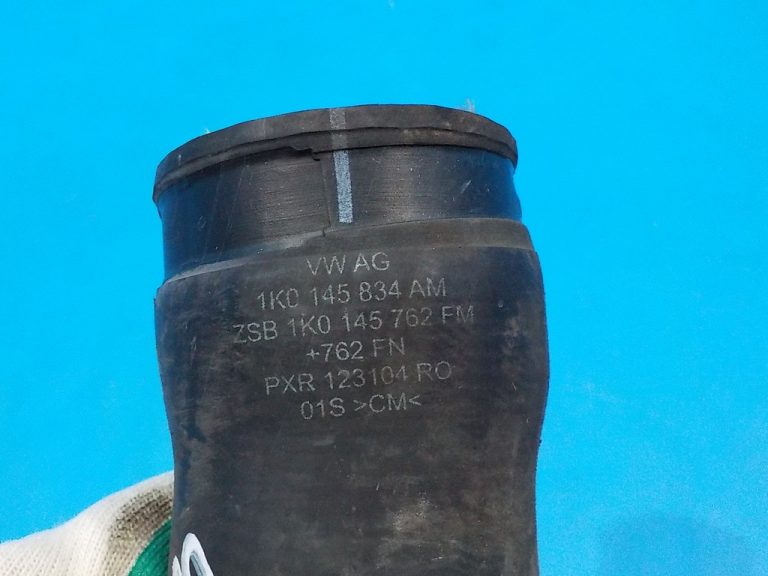 VW AG
1K0 145 834 AM
ZSB 1K0 145 762 FM
+762 FN
PXR 123104 RO
01S >CM<